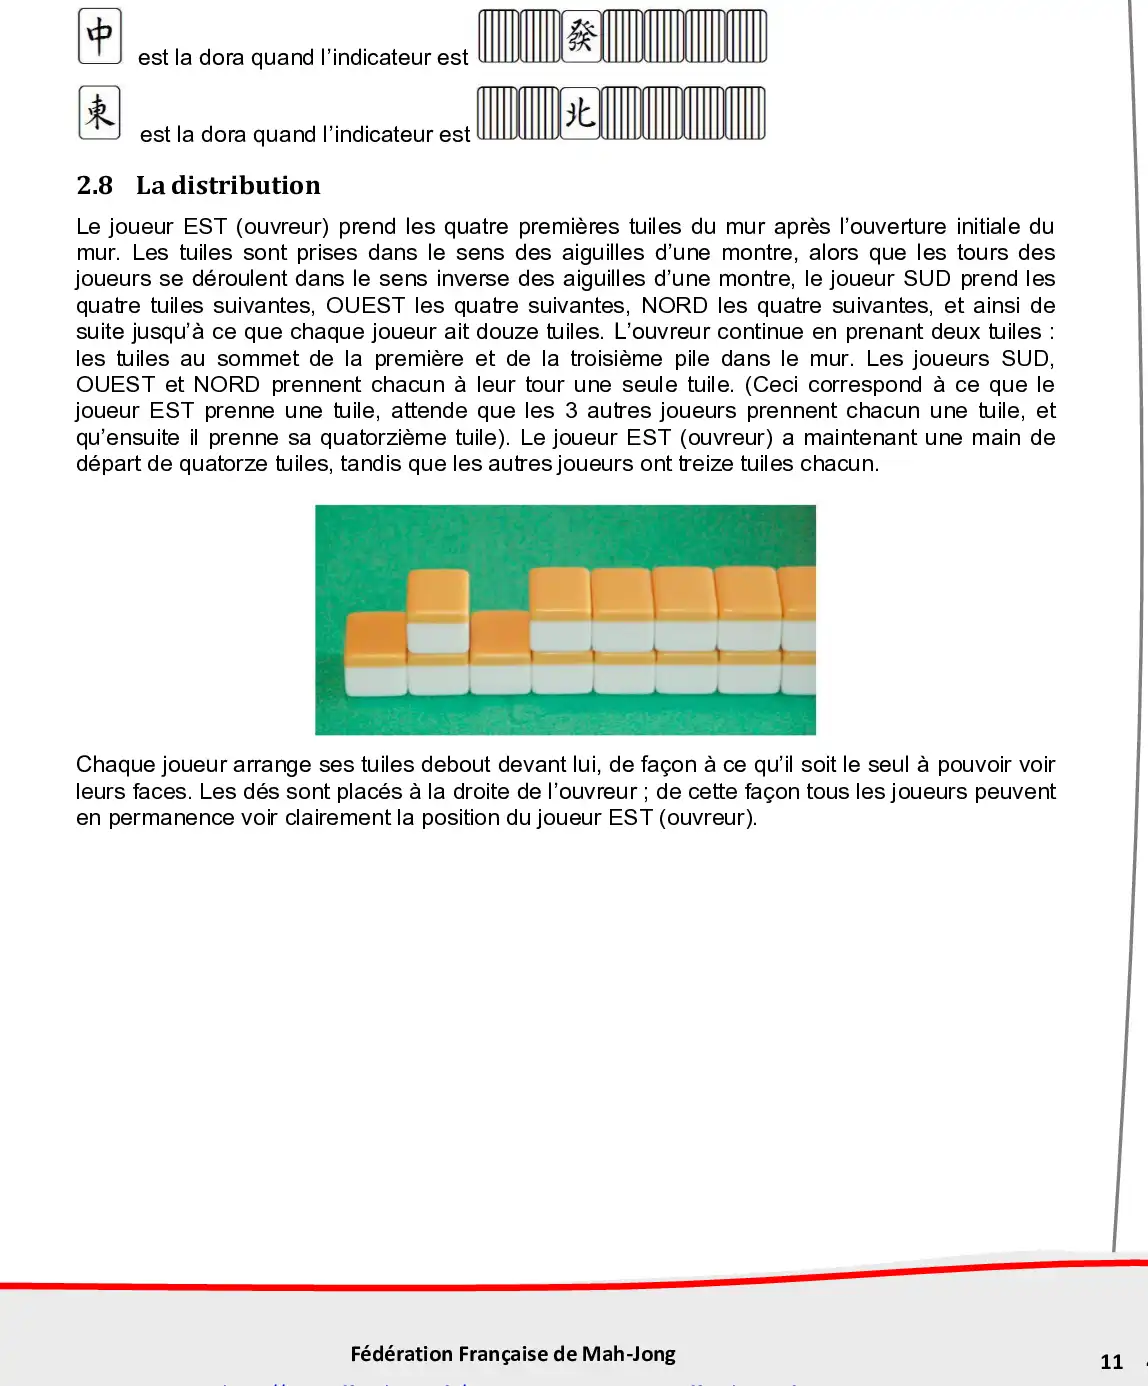 中 est la dora quand l’indicateur est 發
東 est la dora quand l’indicateur est 北
2.8 La distribution
Le joueur EST (ouvreur) prend les quatre premières tuiles du mur après l’ouverture initiale du
mur. Les tuiles sont prises dans le sens des aiguilles d’une montre, alors que les tours des
joueurs se déroulent dans le sens inverse des aiguilles d’une montre, le joueur SUD prend les
quatre tuiles suivantes, OUEST les quatre suivantes, NORD les quatre suivantes, et ainsi de
suite jusqu’à ce que chaque joueur ait douze tuiles. L’ouvreur continue en prenant deux tuiles :
les tuiles au sommet de la première et de la troisième pile dans le mur. Les joueurs SUD,
OUEST et NORD prennent chacun à leur tour une seule tuile. (Ceci correspond à ce que le
joueur EST prenne une tuile, attende que les 3 autres joueurs prennent chacun une tuile, et
qu’ensuite il prenne sa quatorzième tuile). Le joueur EST (ouvreur) a maintenant une main de
départ de quatorze tuiles, tandis que les autres joueurs ont treize tuiles chacun.
Chaque joueur arrange ses tuiles debout devant lui, de façon à ce qu’il soit le seul à pouvoir voir
leurs faces. Les dés sont placés à la droite de l’ouvreur ; de cette façon tous les joueurs peuvent
en permanence voir clairement la position du joueur EST (ouvreur).
Fédération Française de Mah-Jong
11